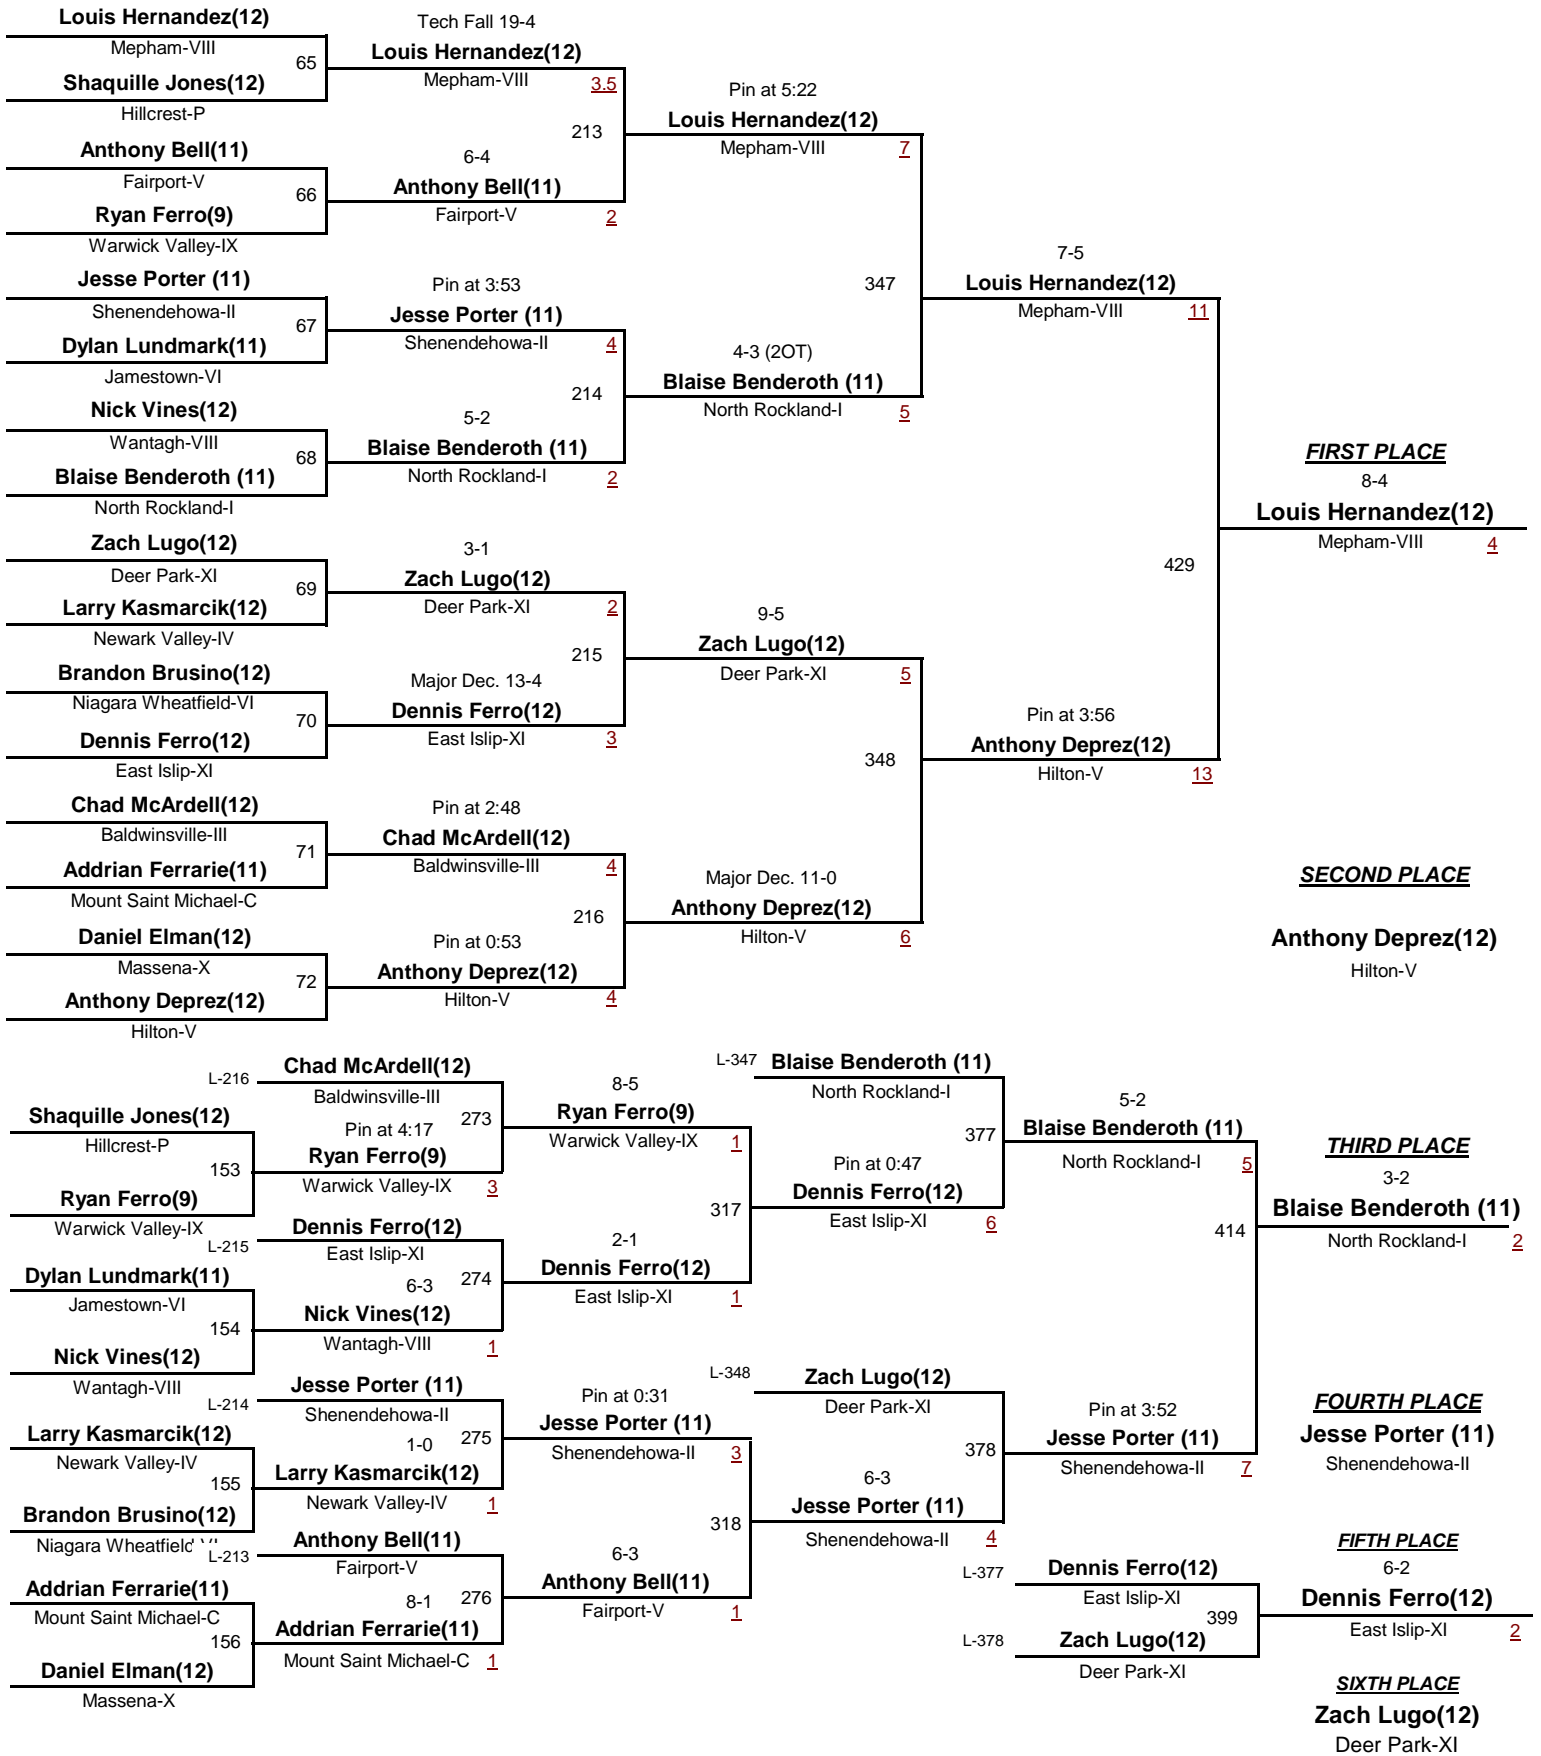 Louis Hernandez(12)
Mepham-VIII
65
Shaquille Jones(12)
Hillcrest-P
Anthony Bell(11)
Fairport-V
66
Ryan Ferro(9)
Warwick Valley-IX
Jesse Porter (11)
Shenendehowa-II
67
Dylan Lundmark(11)
Jamestown-VI
Nick Vines(12)
Wantagh-VIII
68
Blaise Benderoth (11)
North Rockland-I
Zach Lugo(12)
Deer Park-XI
69
Larry Kasmarcik(12)
Newark Valley-IV
Brandon Brusino(12)
Niagara Wheatfield-VI
70
Dennis Ferro(12)
East Islip-XI
Chad McArdell(12)
Baldwinsville-III
71
Addrian Ferrarie(11)
Mount Saint Michael-C
Daniel Elman(12)
Massena-X
72
Anthony Deprez(12)
Hilton-V
Tech Fall 19-4
Louis Hernandez(12)
Mepham-VIII 3.5
213
6-4
Anthony Bell(11)
Fairport-V 2
Pin at 3:53
Jesse Porter (11)
Shenendehowa-II 4
214
5-2
Blaise Benderoth (11)
North Rockland-I 2
3-1
Zach Lugo(12)
Deer Park-XI 2
215
Major Dec. 13-4
Dennis Ferro(12)
East Islip-XI 3
Pin at 2:48
Chad McArdell(12)
Baldwinsville-III 4
216
Pin at 0:53
Anthony Deprez(12)
Hilton-V 4
Pin at 5:22
Louis Hernandez(12)
Mepham-VIII 7
347
4-3 (2OT)
Blaise Benderoth (11)
North Rockland-I 5
9-5
Zach Lugo(12)
Deer Park-XI 5
348
Major Dec. 11-0
Anthony Deprez(12)
Hilton-V 6
7-5
Louis Hernandez(12)
Mepham-VIII 11
429
Pin at 3:56
Anthony Deprez(12)
Hilton-V 13
FIRST PLACE
8-4
Louis Hernandez(12)
Mepham-VIII 4
SECOND PLACE
Anthony Deprez(12)
Hilton-V
Shaquille Jones(12)
Hillcrest-P
153
Ryan Ferro(9)
Warwick Valley-IX
Dylan Lundmark(11)
Jamestown-VI
154
Nick Vines(12)
Wantagh-VIII
Larry Kasmarcik(12)
Newark Valley-IV
155
Brandon Brusino(12)
Niagara Wheatfield
Addrian Ferrarie(11)
Mount Saint Michael-C
156
Daniel Elman(12)
Massena-X
L-216 Chad McArdell(12)
Baldwinsville-III
273
Pin at 4:17
Ryan Ferro(9)
Warwick Valley-IX 3
L-215 Dennis Ferro(12)
East Islip-XI
6-3 274
Nick Vines(12)
Wantagh-VIII 1
L-214 Jesse Porter (11)
Shenendehowa-II
1-0 275
Larry Kasmarcik(12)
Newark Valley-IV 1
L-213 Anthony Bell(11)
Fairport-V
8-1 276
Addrian Ferrarie(11)
Mount Saint Michael-C 1
8-5
Ryan Ferro(9)
Warwick Valley-IX 1
317
2-1
Dennis Ferro(12)
East Islip-XI 1
Pin at 0:31
Jesse Porter (11)
Shenendehowa-II 3
318
6-3
Anthony Bell(11)
Fairport-V 1
L-347 Blaise Benderoth (11)
North Rockland-I
377
Pin at 0:47
Dennis Ferro(12)
East Islip-XI 6
L-348 Zach Lugo(12)
Deer Park-XI
378
6-3
Jesse Porter (11)
Shenendehowa-II 4
5-2
Blaise Benderoth (11)
North Rockland-I 5
414
Pin at 3:52
Jesse Porter (11)
Shenendehowa-II 7
L-377 Dennis Ferro(12)
East Islip-XI
399
L-378 Zach Lugo(12)
Deer Park-XI
THIRD PLACE
3-2
Blaise Benderoth (11)
North Rockland-I 2
FOURTH PLACE
Jesse Porter (11)
Shenendehowa-II
FIFTH PLACE
6-2
Dennis Ferro(12)
East Islip-XI 2
SIXTH PLACE
Zach Lugo(12)
Deer Park-XI